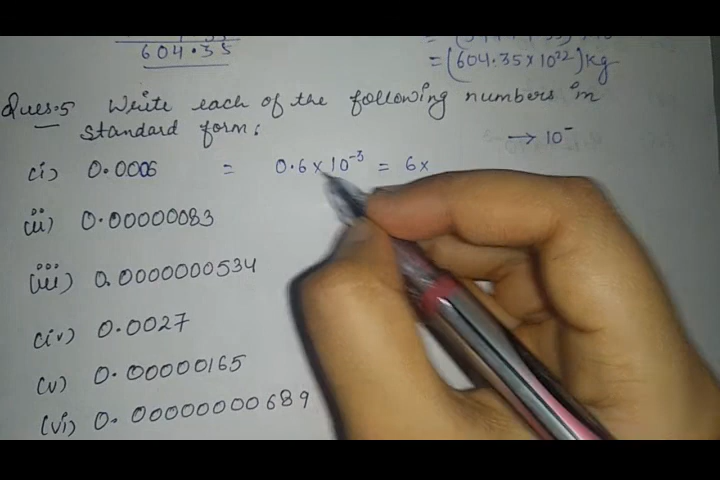 604.35
= (604.35 × 10²²) kg
Ques.5 Write each of the following numbers in
standard form:
→ 10⁻
(i) 0.0006 = 0.6 × 10⁻³ = 6 ×
(ii) 0.00000083
(iii) 0.0000000534
(iv) 0.0027
(v) 0.00000165
(vi) 0.00000000689